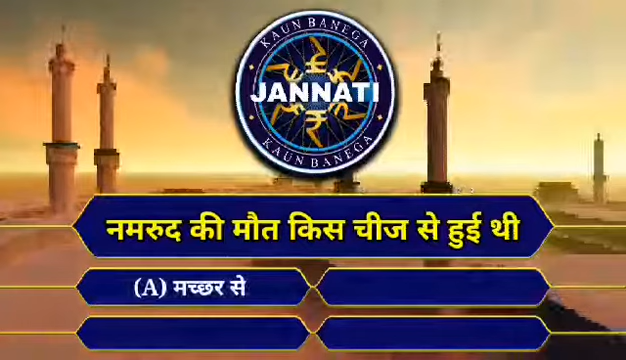 KAUN BANEGA
JANNATI
KAUN BANEGA
नमरुद की मौत किस चीज से हुई थी
(A) मच्छर से